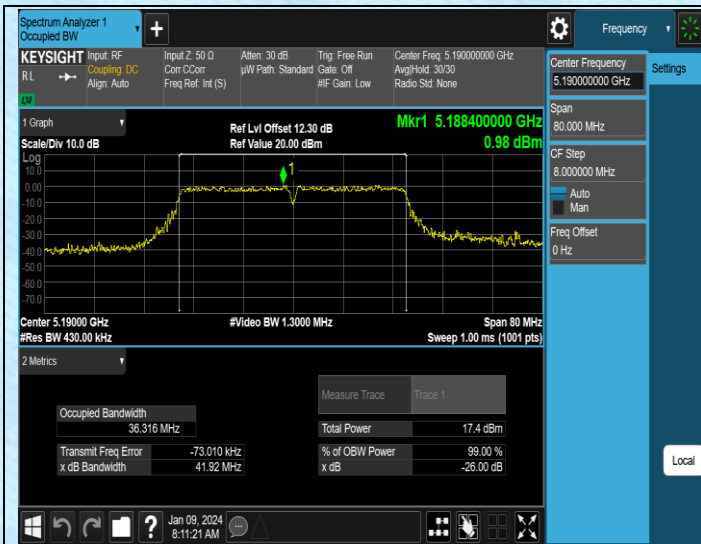 Spectrum Analyzer 1
Occupied BW
Frequency
KEYSIGHT
RL
LXI
Input: RF
Coupling: DC
Align: Auto
Input Z: 50 Ω
Corr CCorr
Freq Ref: Int (S)
Atten: 30 dB
µW Path: Standard
Trig: Free Run
Gate: Off
#IF Gain: Low
Center Freq: 5.190000000 GHz
Avg|Hold: 30/30
Radio Std: None
Center Frequency
5.190000000 GHz
Settings
Span
80.000 MHz
CF Step
8.000000 MHz
Auto
Man
Freq Offset
0 Hz
Local
1 Graph
Scale/Div 10.0 dB
Ref Lvl Offset 12.30 dB
Ref Value 20.00 dBm
Mkr1 5.188400000 GHz
0.98 dBm
Log
1
10.0
0.00
-10.0
-20.0
-30.0
-40.0
-50.0
-60.0
-70.0
Center 5.19000 GHz
#Video BW 1.3000 MHz
Span 80 MHz
#Res BW 430.00 kHz
Sweep 1.00 ms (1001 pts)
2 Metrics
Measure Trace
Trace 1
Occupied Bandwidth
36.316 MHz
Total Power
17.4 dBm
Transmit Freq Error
-73.010 kHz
% of OBW Power
99.00 %
x dB Bandwidth
41.92 MHz
x dB
-26.00 dB
?
Jan 09, 2024
8:11:21 AM